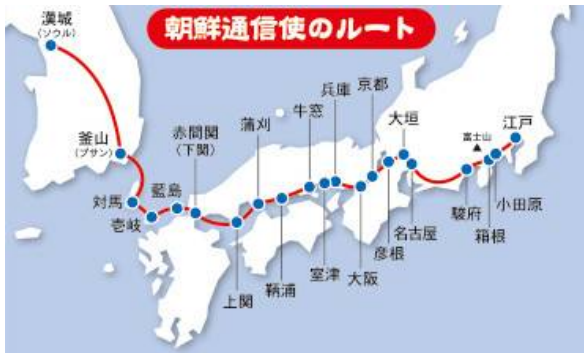 朝鮮通信使のルート
漢城
(ソウル)
釜山
(プサン)
対馬
壱岐
藍島
赤間関
(下関)
上関
蒲刈
鞆浦
牛窓
室津
兵庫
大阪
京都
彦根
大垣
名古屋
駿府
富士山
箱根
小田原
江戸